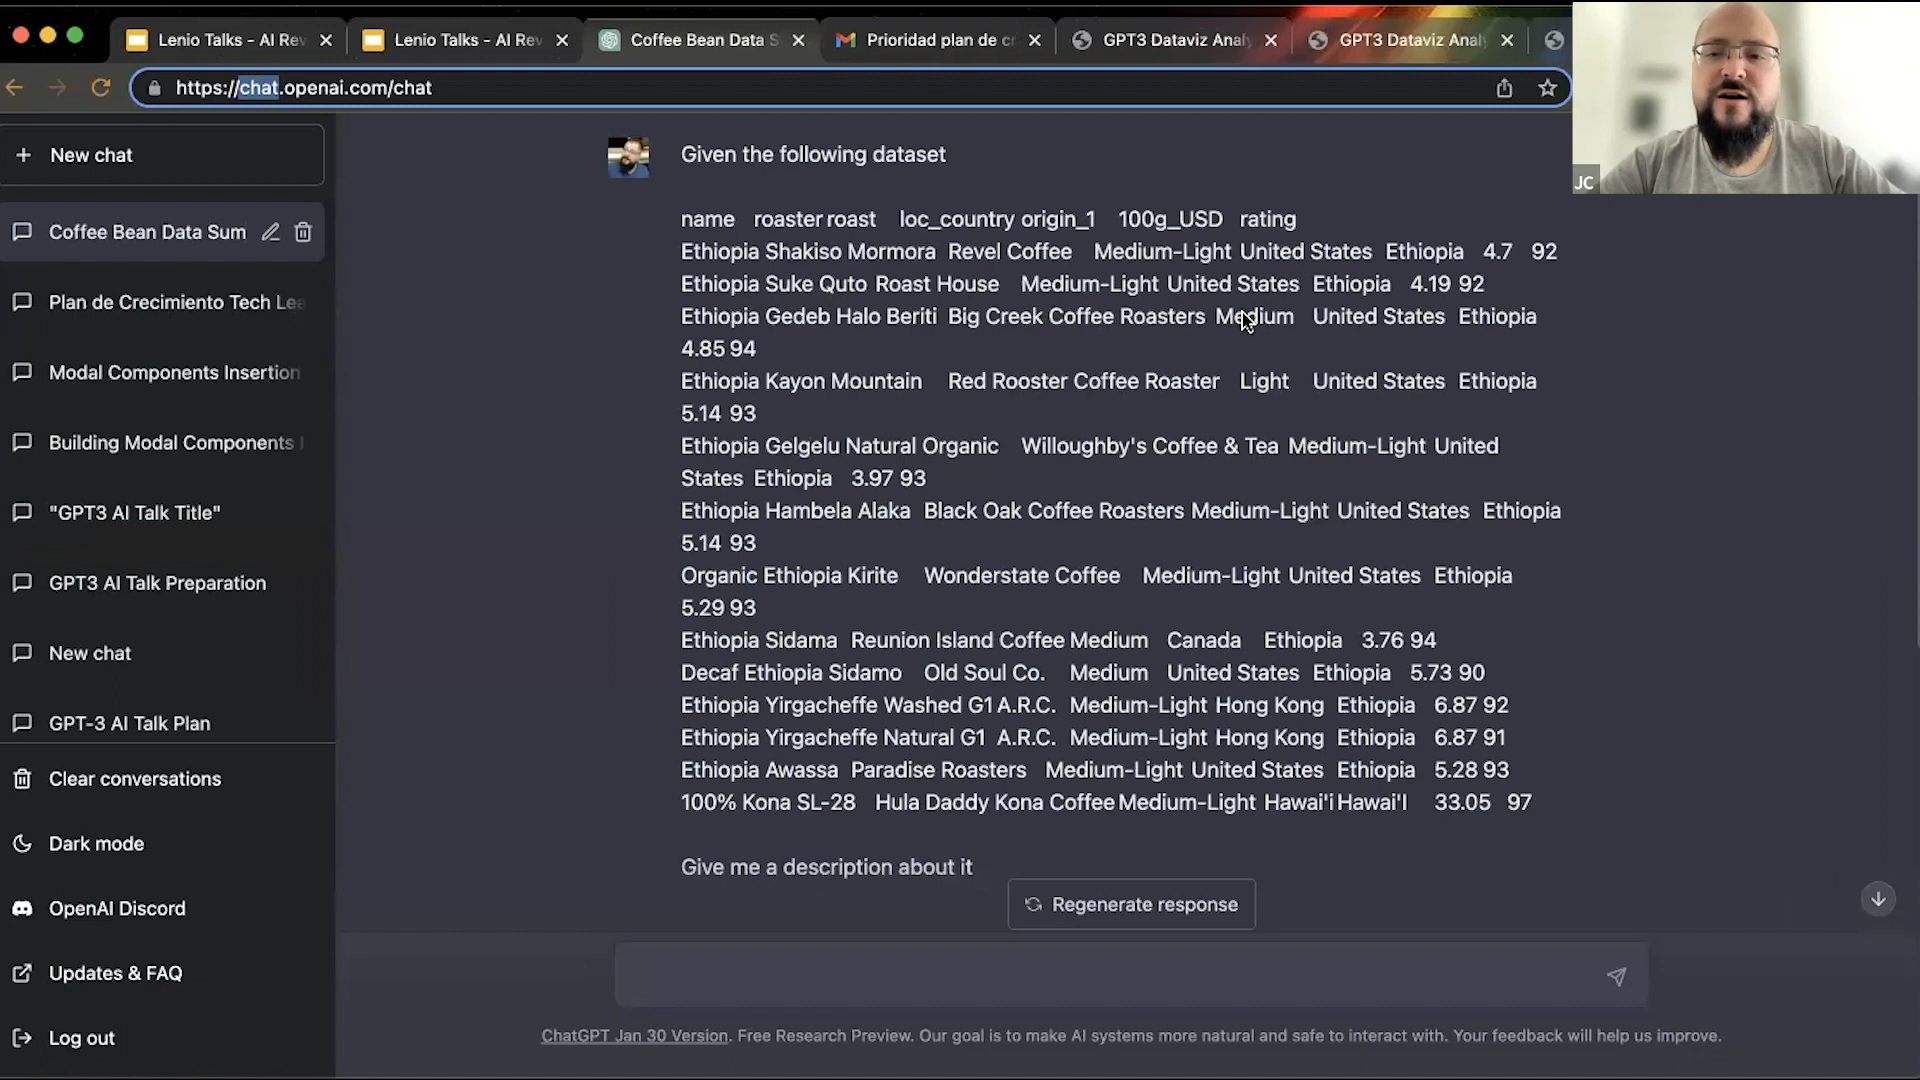 Lenio Talks - AI Rev
Lenio Talks - AI Rev
Coffee Bean Data S
Prioridad plan de cr
GPT3 Dataviz Anal
GPT3 Dataviz Anal
https://chat.openai.com/chat
JC
New chat
Coffee Bean Data Sum
Plan de Crecimiento Tech Lea
Modal Components Insertion
Building Modal Components I
"GPT3 AI Talk Title"
GPT3 AI Talk Preparation
New chat
GPT-3 AI Talk Plan
Clear conversations
Dark mode
OpenAI Discord
Updates & FAQ
Log out
Given the following dataset
name roaster roast loc_country origin_1 100g_USD rating
Ethiopia Shakiso Mormora Revel Coffee Medium-Light United States Ethiopia 4.7 92
Ethiopia Suke Quto Roast House Medium-Light United States Ethiopia 4.19 92
Ethiopia Gedeb Halo Beriti Big Creek Coffee Roasters Medium United States Ethiopia
4.85 94
Ethiopia Kayon Mountain Red Rooster Coffee Roaster Light United States Ethiopia
5.14 93
Ethiopia Gelgelu Natural Organic Willoughby's Coffee & Tea Medium-Light United
States Ethiopia 3.97 93
Ethiopia Hambela Alaka Black Oak Coffee Roasters Medium-Light United States Ethiopia
5.14 93
Organic Ethiopia Kirite Wonderstate Coffee Medium-Light United States Ethiopia
5.29 93
Ethiopia Sidama Reunion Island Coffee Medium Canada Ethiopia 3.76 94
Decaf Ethiopia Sidamo Old Soul Co. Medium United States Ethiopia 5.73 90
Ethiopia Yirgacheffe Washed G1 A.R.C. Medium-Light Hong Kong Ethiopia 6.87 92
Ethiopia Yirgacheffe Natural G1 A.R.C. Medium-Light Hong Kong Ethiopia 6.87 91
Ethiopia Awassa Paradise Roasters Medium-Light United States Ethiopia 5.28 93
100% Kona SL-28 Hula Daddy Kona Coffee Medium-Light Hawai'i Hawai'I 33.05 97
Give me a description about it
Regenerate response
ChatGPT Jan 30 Version. Free Research Preview. Our goal is to make AI systems more natural and safe to interact with. Your feedback will help us improve.